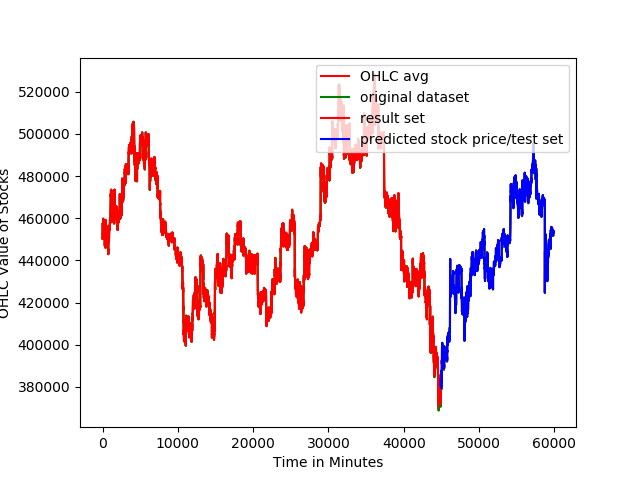 OHLC avg
original dataset
result set
predicted stock price/test set
520000
500000
480000
460000
440000
420000
400000
380000
OHLC Value of Stocks
0 10000 20000 30000 40000 50000 60000
Time in Minutes